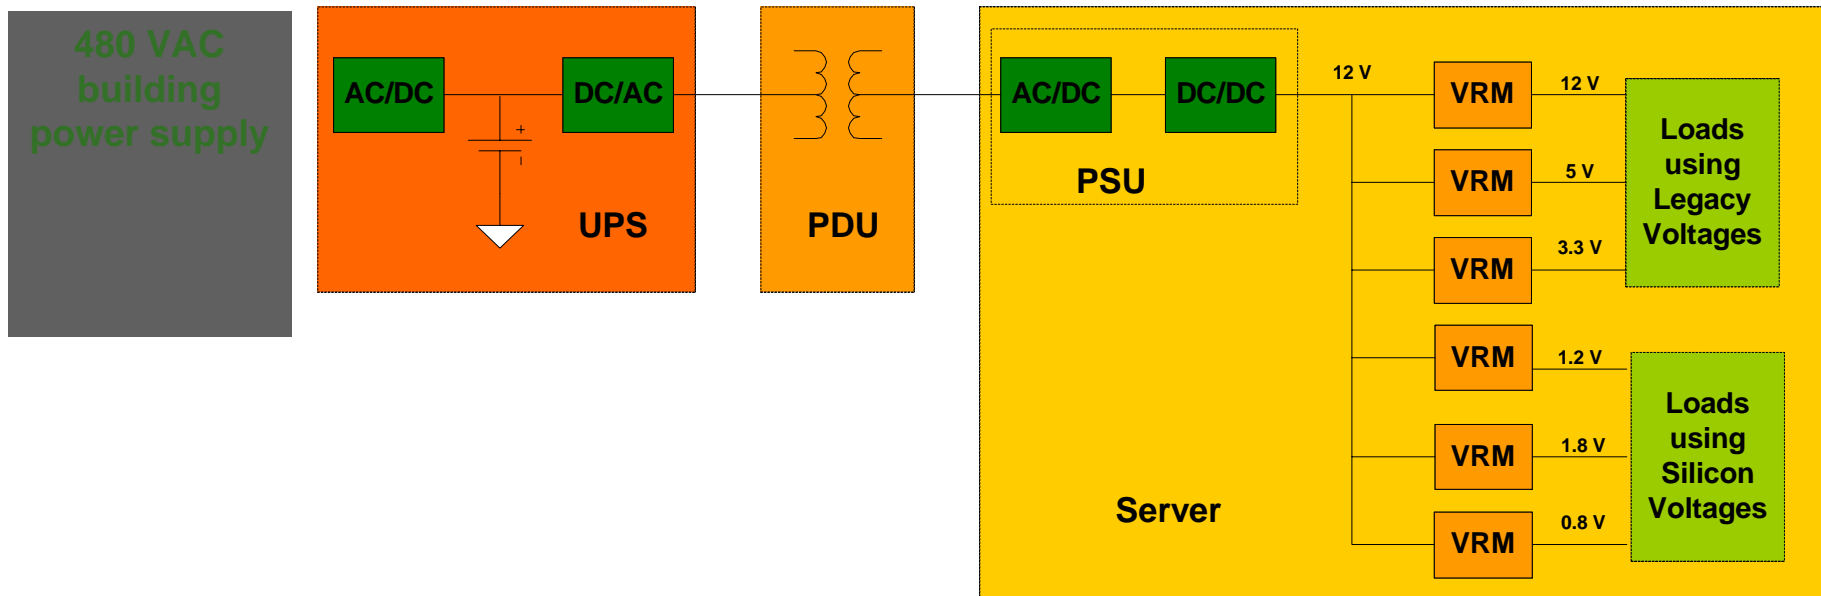 480 VAC
building
power supply
AC/DC
DC/AC
+
UPS
PDU
AC/DC
DC/DC
PSU
12 V
VRM
12 V
VRM
5 V
VRM
3.3 V
VRM
1.2 V
VRM
1.8 V
VRM
0.8 V
Loads
using
Legacy
Voltages
Loads
using
Silicon
Voltages
Server